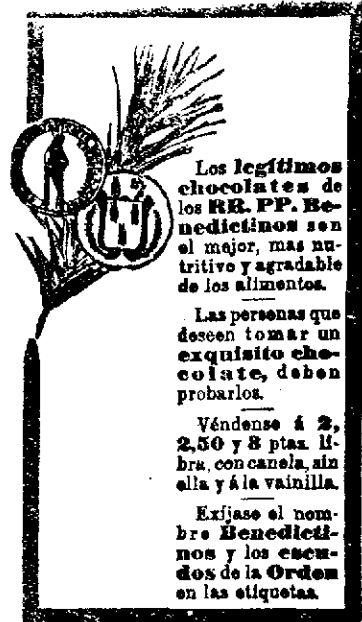 Los legítimos
chocolates de
los RR. PP. Be-
nedictinos son
el mejor, mas nu-
tritivo y agradable
de los alimentos.
Las personas que
deseen tomar un
exquisito cho-
colate, deben
probarlos.
Véndense á 2,
2,50 y 3 ptas. li-
bra, con canela, sin
ella y á la vainilla.
Exíjase el nom-
bre Benedicti-
nos y los escu-
dos de la Orden
en las etiquetas.